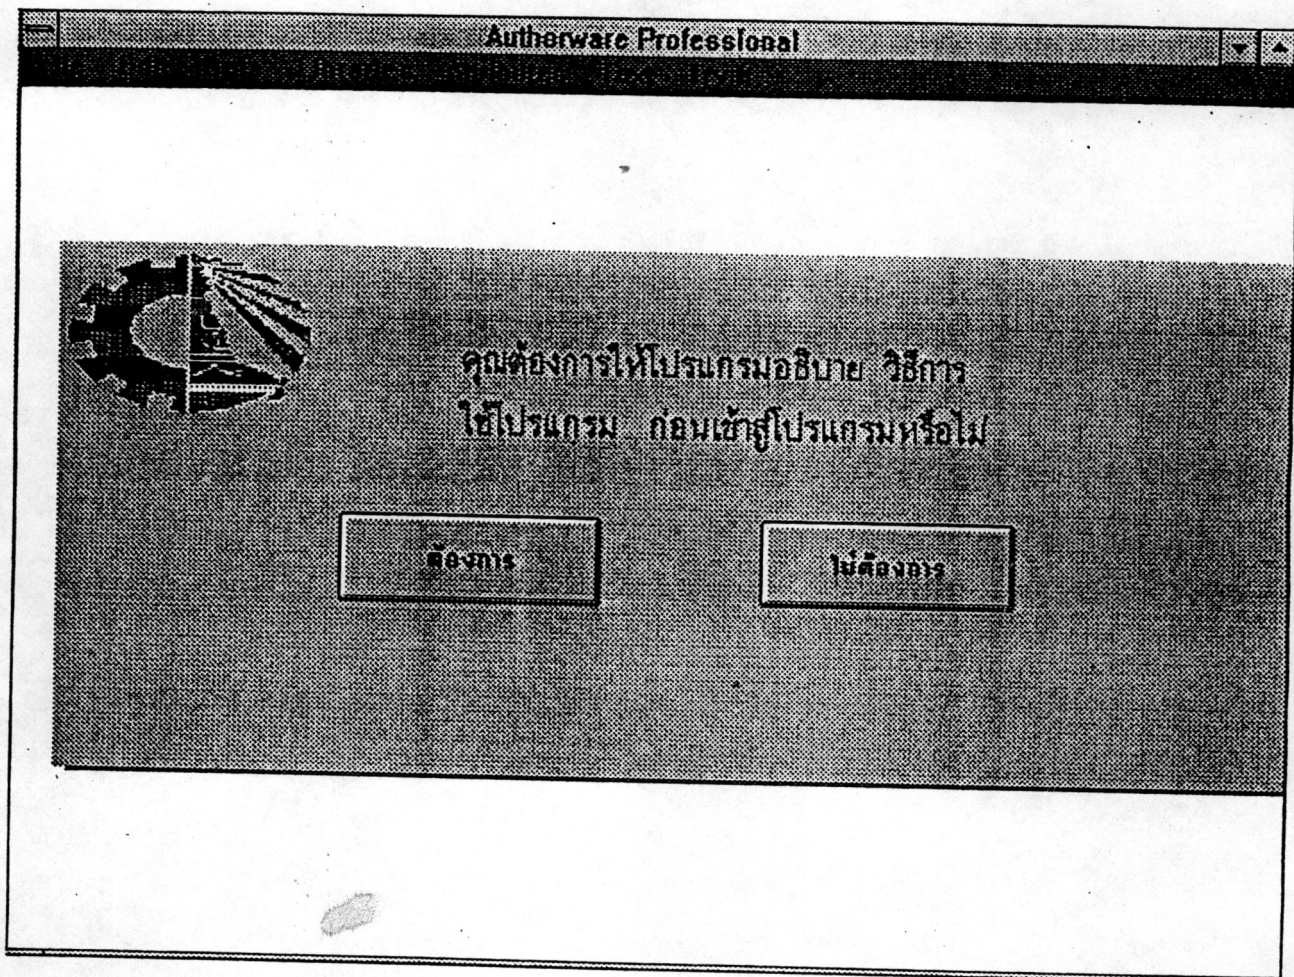 Authorware Professional
คุณต้องการให้โปรแกรมอธิบาย วิธีการ
ใช้โปรแกรม ก่อนเข้าสู่โปรแกรมหรือไม่
ต้องการ
ไม่ต้องการ